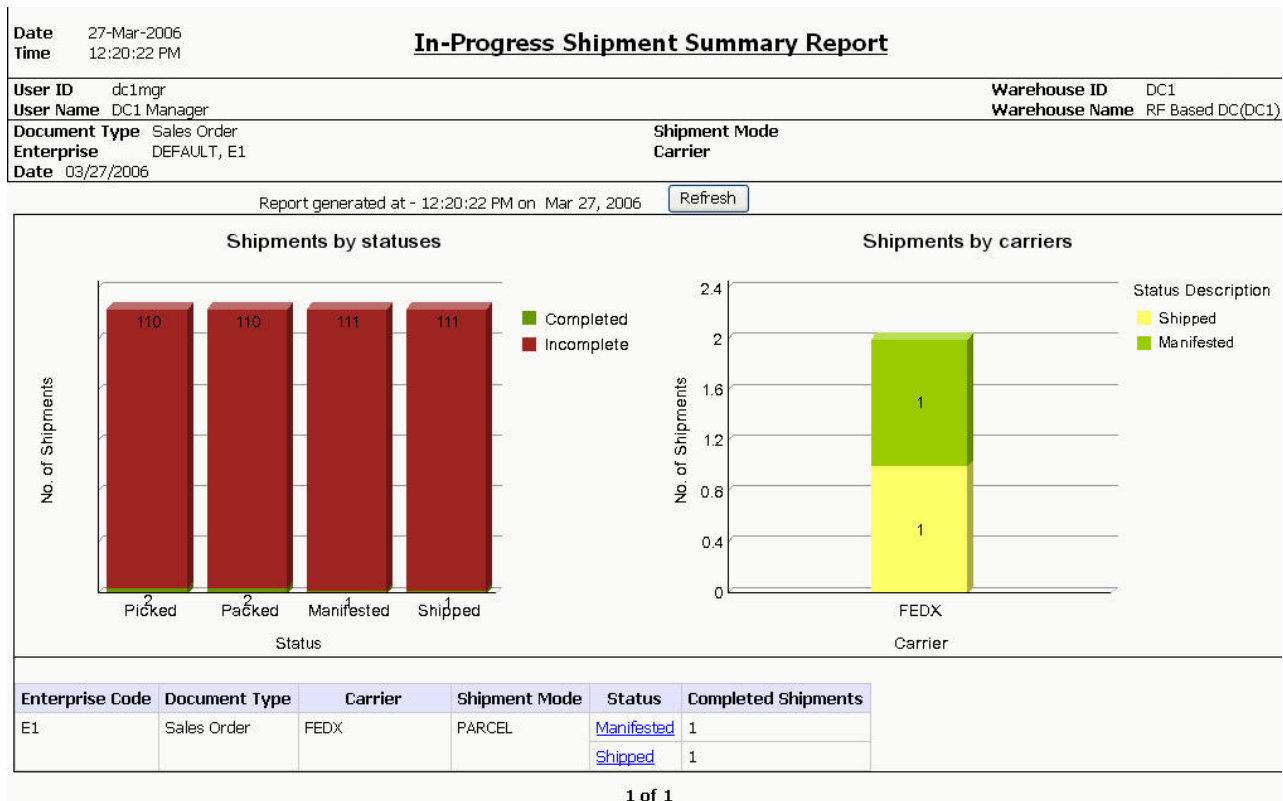 Date 27-Mar-2006
Time 12:20:22 PM
In-Progress Shipment Summary Report
User ID dc1mgr
User Name DC1 Manager
Warehouse ID DC1
Warehouse Name RF Based DC(DC1)
Document Type Sales Order
Enterprise DEFAULT, E1
Date 03/27/2006
Shipment Mode
Carrier
Report generated at - 12:20:22 PM on Mar 27, 2006 Refresh
Shipments by statuses
110 110 111 111
2 2 1 1
Picked Packed Manifested Shipped
No. of Shipments
Status
Completed
Incomplete
Shipments by carriers
2.4
2
1.6
1.2
0.8
0.4
0
1
1
No. of Shipments
FEDX
Carrier
Status Description
Shipped
Manifested
Enterprise Code Document Type Carrier Shipment Mode Status Completed Shipments
E1 Sales Order FEDX PARCEL Manifested 1
Shipped 1
1 of 1